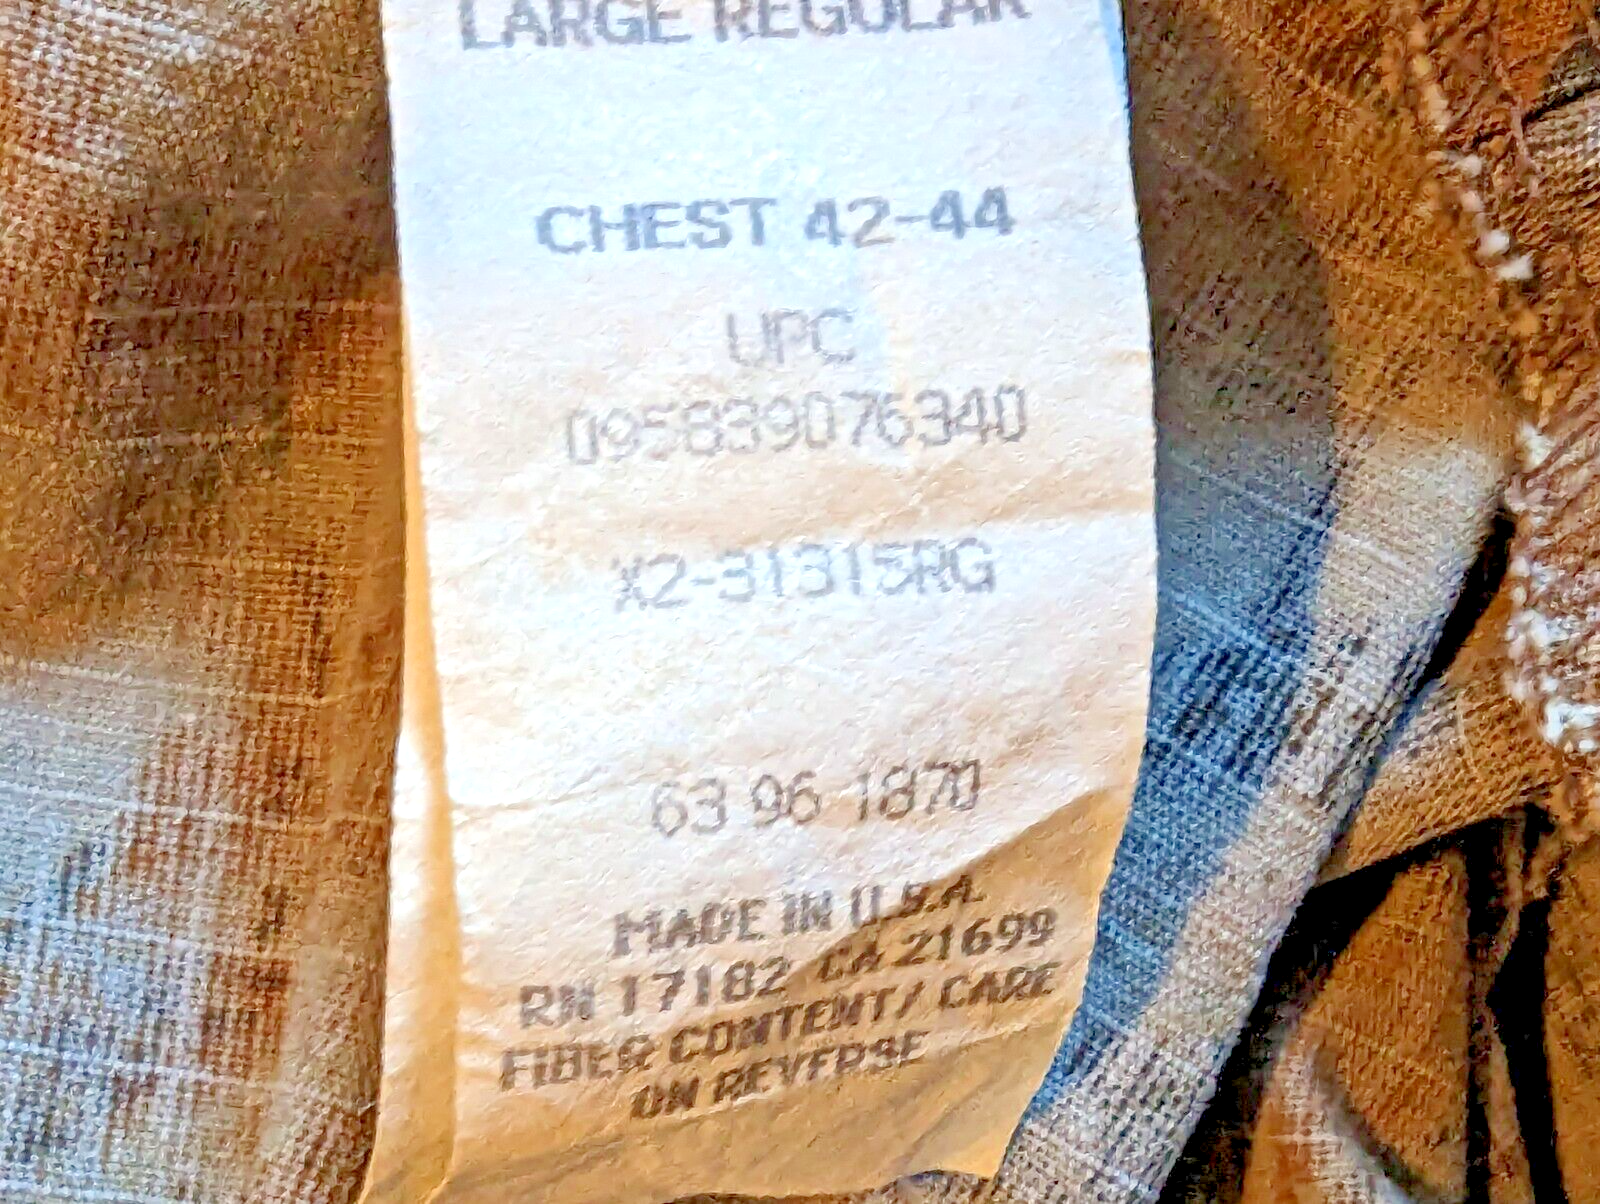 LARGE REGULAR
CHEST 42-44
UPC
095839076340
X2-31315RG
63 96 1870
MADE IN U.S.A.
RN 17182 CA 21699
FIBER CONTENT/ CARE
ON REVERSE